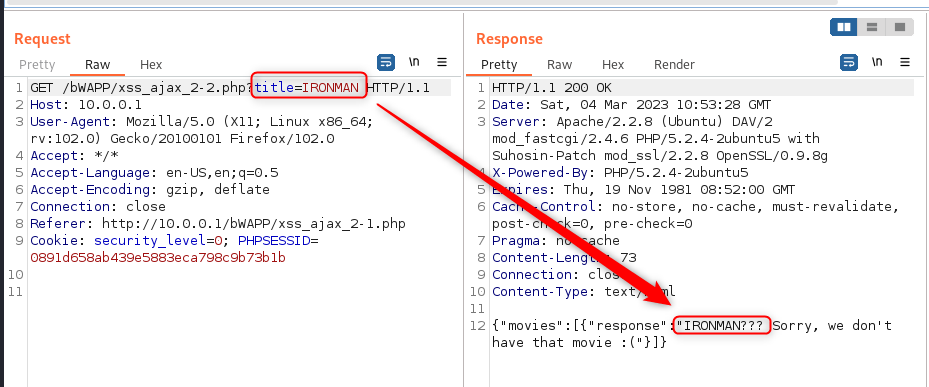 Request
Pretty Raw Hex
\n
1 GET /bWAPP/xss_ajax_2-2.php?title=IRONMAN HTTP/1.1
2 Host: 10.0.0.1
3 User-Agent: Mozilla/5.0 (X11; Linux x86_64;
rv:102.0) Gecko/20100101 Firefox/102.0
4 Accept: */*
5 Accept-Language: en-US,en;q=0.5
6 Accept-Encoding: gzip, deflate
7 Connection: close
8 Referer: http://10.0.0.1/bWAPP/xss_ajax_2-1.php
9 Cookie: security_level=0; PHPSESSID=
0891d658ab439e5883eca798c9b73b1b
10
11
Response
Pretty Raw Hex Render
\n
1 HTTP/1.1 200 OK
2 Date: Sat, 04 Mar 2023 10:53:28 GMT
3 Server: Apache/2.2.8 (Ubuntu) DAV/2
mod_fastcgi/2.4.6 PHP/5.2.4-2ubuntu5 with
Suhosin-Patch mod_ssl/2.2.8 OpenSSL/0.9.8g
4 X-Powered-By: PHP/5.2.4-2ubuntu5
5 Expires: Thu, 19 Nov 1981 08:52:00 GMT
6 Cache-Control: no-store, no-cache, must-revalidate,
post-check=0, pre-check=0
7 Pragma: no-cache
8 Content-Length: 73
9 Connection: close
10 Content-Type: text/html
11
12 {"movies":[{"response":"IRONMAN??? Sorry, we don't
have that movie :("}]}